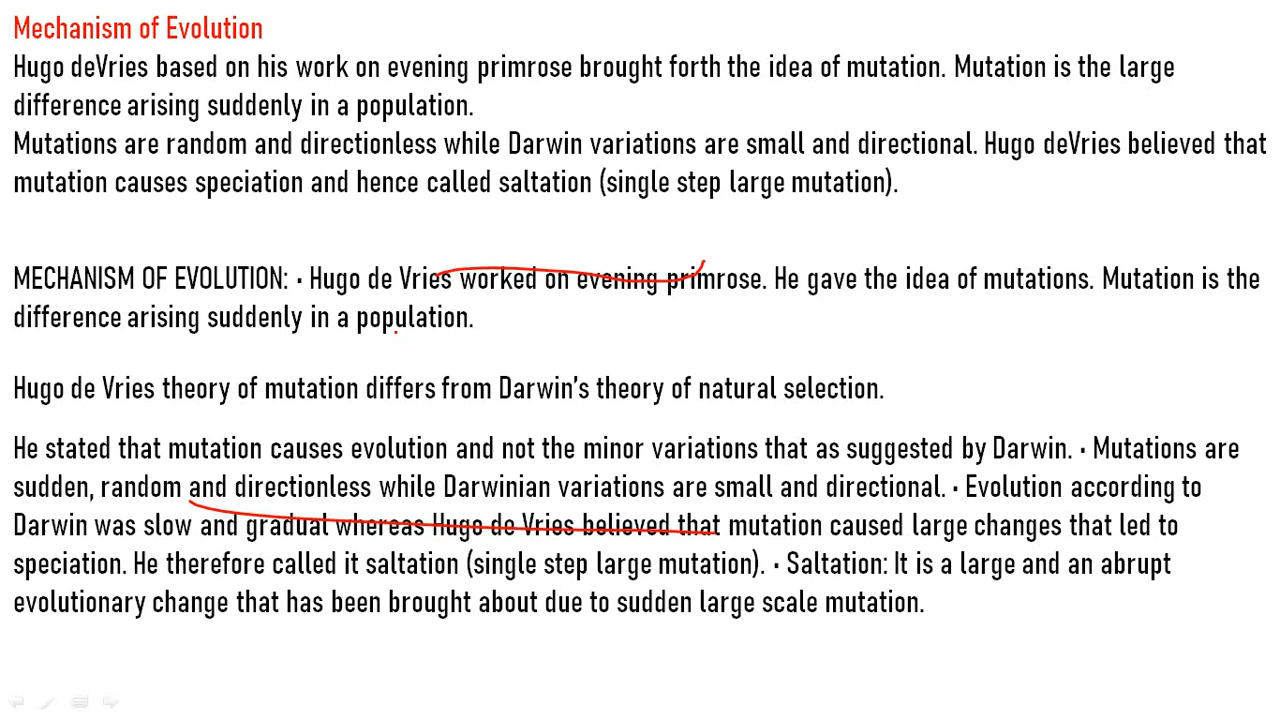 Mechanism of Evolution
Hugo deVries based on his work on evening primrose brought forth the idea of mutation. Mutation is the large
difference arising suddenly in a population.
Mutations are random and directionless while Darwin variations are small and directional. Hugo deVries believed that
mutation causes speciation and hence called saltation (single step large mutation).
MECHANISM OF EVOLUTION: · Hugo de Vries worked on evening primrose. He gave the idea of mutations. Mutation is the
difference arising suddenly in a population.
Hugo de Vries theory of mutation differs from Darwin's theory of natural selection.
He stated that mutation causes evolution and not the minor variations that as suggested by Darwin. · Mutations are
sudden, random and directionless while Darwinian variations are small and directional. · Evolution according to
Darwin was slow and gradual whereas Hugo de Vries believed that mutation caused large changes that led to
speciation. He therefore called it saltation (single step large mutation). · Saltation: It is a large and an abrupt
evolutionary change that has been brought about due to sudden large scale mutation.